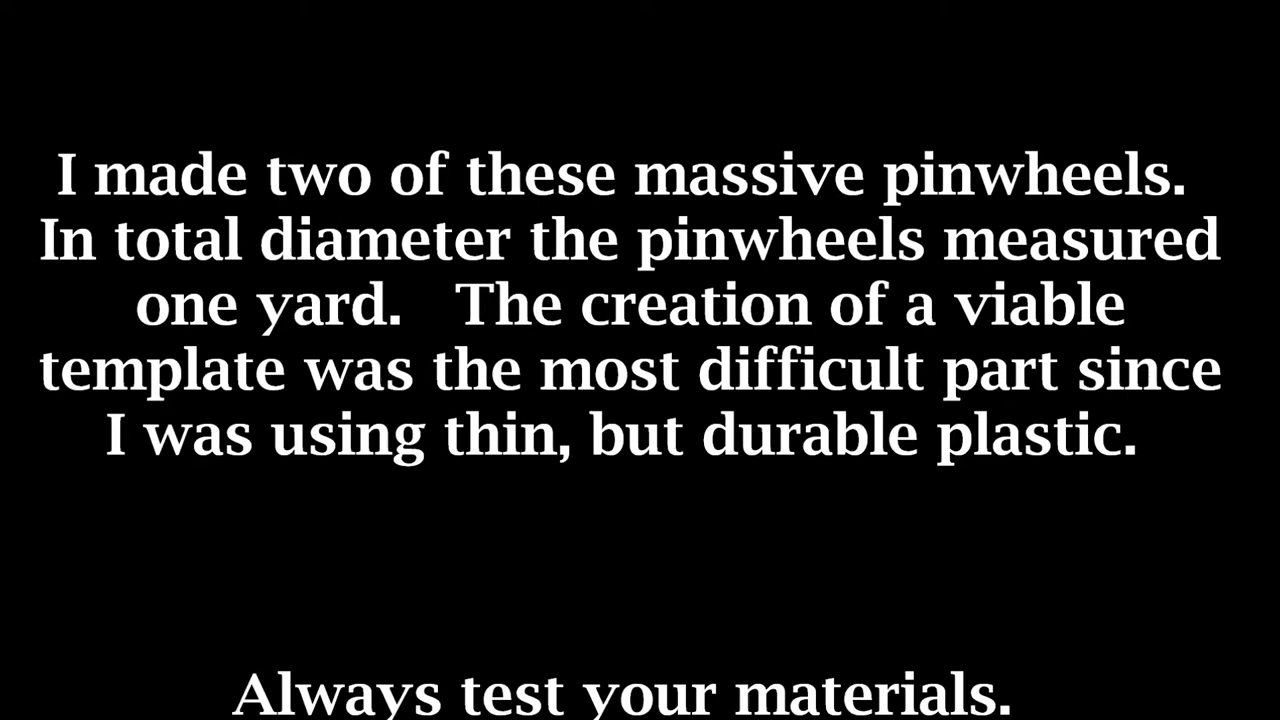 I made two of these massive pinwheels.
In total diameter the pinwheels measured
one yard.   The creation of a viable
template was the most difficult part since
I was using thin, but durable plastic.
Always test your materials.